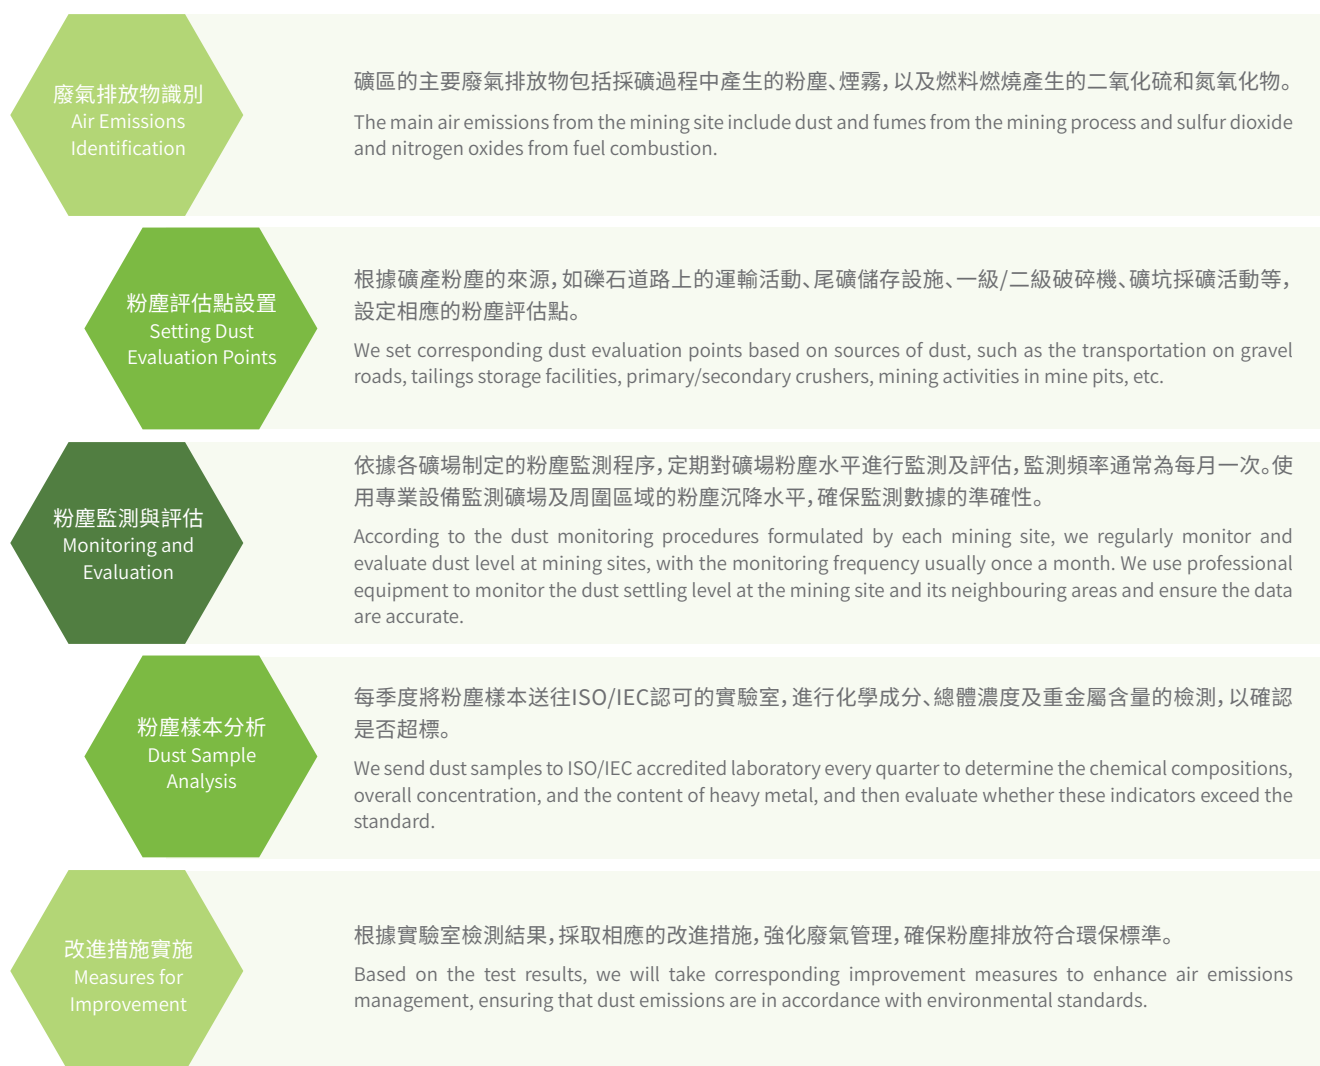 廢氣排放物識別
Air Emissions
Identification
礦區的主要廢氣排放物包括採礦過程中產生的粉塵、煙霧，以及燃料燃燒產生的二氧化硫和氮氧化物。
The main air emissions from the mining site include dust and fumes from the mining process and sulfur dioxide
and nitrogen oxides from fuel combustion.
粉塵評估點設置
Setting Dust
Evaluation Points
根據礦產粉塵的來源，如礫石道路上的運輸活動、尾礦儲存設施、一級/二級破碎機、礦坑採礦活動等，
設定相應的粉塵評估點。
We set corresponding dust evaluation points based on sources of dust, such as the transportation on gravel
roads, tailings storage facilities, primary/secondary crushers, mining activities in mine pits, etc.
粉塵監測與評估
Monitoring and
Evaluation
依據各礦場制定的粉塵監測程序，定期對礦場粉塵水平進行監測及評估，監測頻率通常為每月一次。使
用專業設備監測礦場及周圍區域的粉塵沉降水平，確保監測數據的準確性。
According to the dust monitoring procedures formulated by each mining site, we regularly monitor and
evaluate dust level at mining sites, with the monitoring frequency usually once a month. We use professional
equipment to monitor the dust settling level at the mining site and its neighbouring areas and ensure the data
are accurate.
粉塵樣本分析
Dust Sample
Analysis
每季度將粉塵樣本送往ISO/IEC認可的實驗室，進行化學成分、總體濃度及重金屬含量的檢測，以確認
是否超標。
We send dust samples to ISO/IEC accredited laboratory every quarter to determine the chemical compositions,
overall concentration, and the content of heavy metal, and then evaluate whether these indicators exceed the
standard.
改進措施實施
Measures for
Improvement
根據實驗室檢測結果，採取相應的改進措施，強化廢氣管理，確保粉塵排放符合環保標準。
Based on the test results, we will take corresponding improvement measures to enhance air emissions
management, ensuring that dust emissions are in accordance with environmental standards.